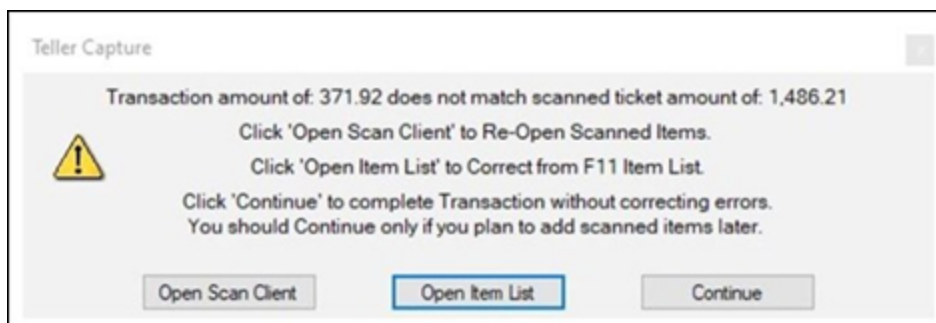 Teller Capture
Transaction amount of: 371.92 does not match scanned ticket amount of: 1,486.21
Click 'Open Scan Client' to Re-Open Scanned Items.
Click 'Open Item List' to Correct from F11 Item List.
Click 'Continue' to complete Transaction without correcting errors.
You should Continue only if you plan to add scanned items later.
Open Scan Client
Open Item List
Continue